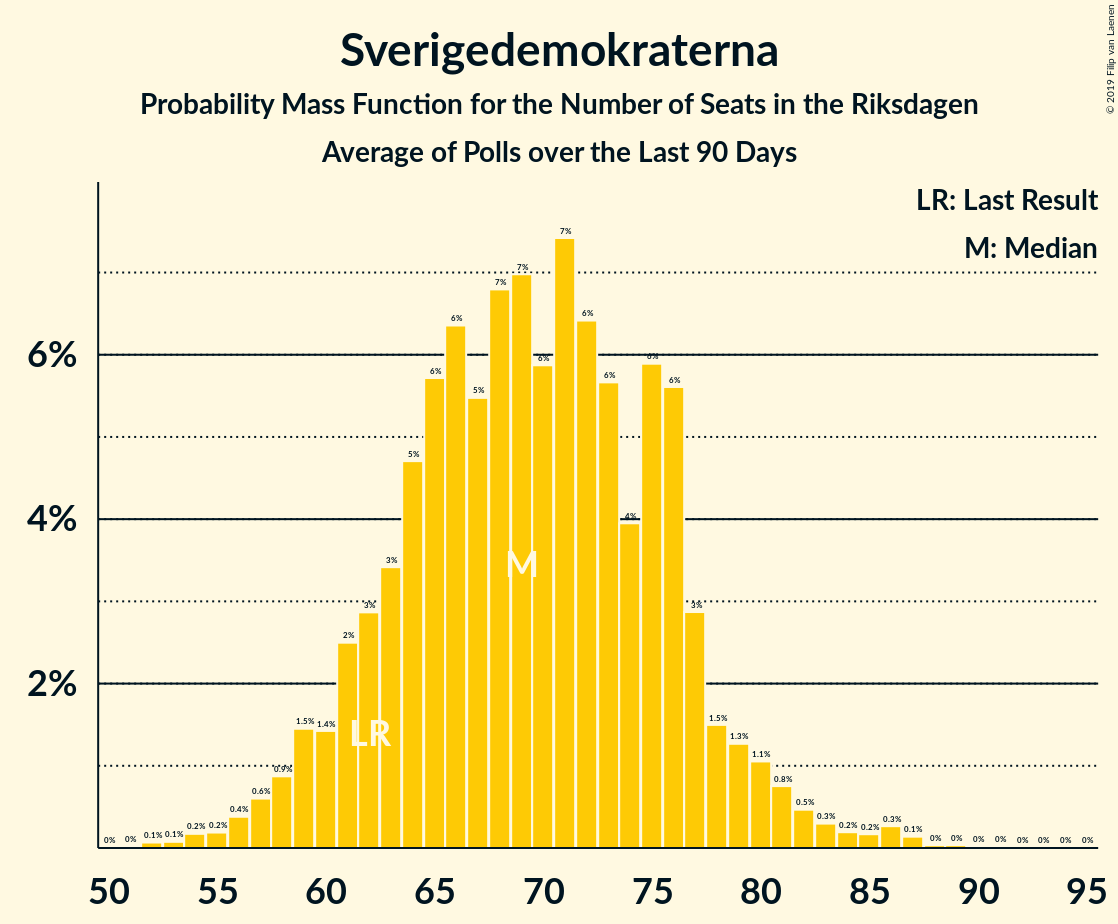 Sverigedemokraterna
Probability Mass Function for the Number of Seats in the Riksdagen
Average of Polls over the Last 90 Days
© 2019 Filip van Laenen
LR: Last Result
M: Median
6%
4%
2%
0% 0% 0.1% 0.1% 0.2% 0.2% 0.4% 0.6% 0.9% 1.5% 1.4% 2% 3% 3% 5% 6% 6% 5% 7% 7% 6% 7% 6% 6% 4% 6% 6% 3% 1.5% 1.3% 1.1% 0.8% 0.5% 0.3% 0.2% 0.2% 0.3% 0.1% 0% 0% 0% 0% 0% 0% 0% 0%
M
LR
50 55 60 65 70 75 80 85 90 95